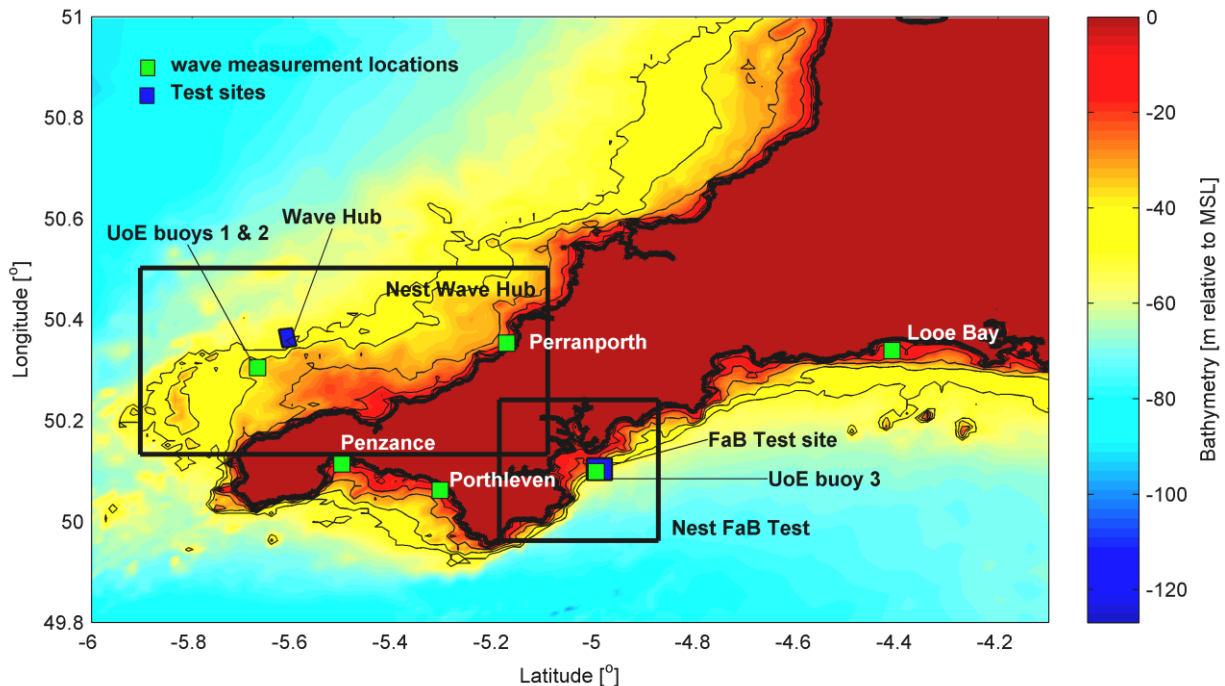 51
50.8
50.6
50.4
50.2
50
49.8
Longitude [o]
wave measurement locations
Test sites
Wave Hub
UoE buoys 1 & 2
Nest Wave Hub
Perranporth
Looe Bay
Penzance
Porthleven
FaB Test site
UoE buoy 3
Nest FaB Test
-6
-5.8
-5.6
-5.4
-5.2
-5
-4.8
-4.6
-4.4
-4.2
Latitude [o]
0
-20
-40
-60
-80
-100
-120
Bathymetry [m relative to MSL]